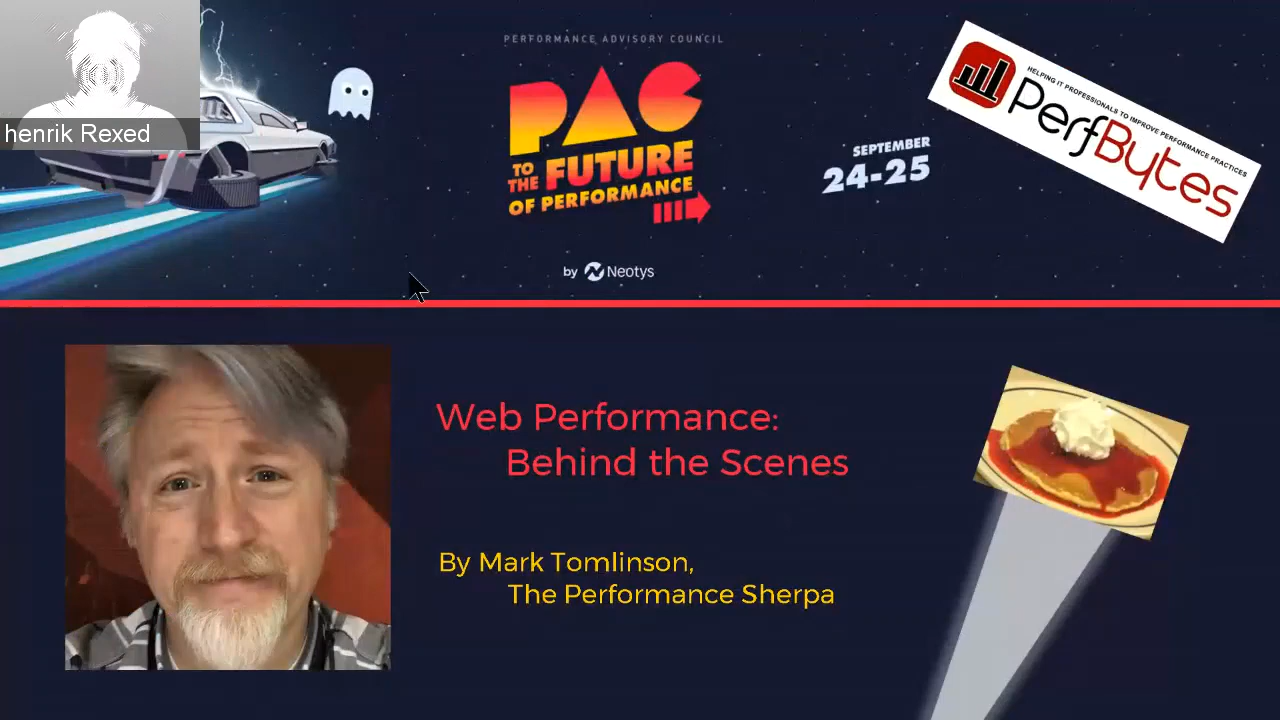 henrik Rexed
PERFORMANCE ADVISORY COUNCIL
PAC
TO THE FUTURE
OF PERFORMANCE
by Neotys
SEPTEMBER
24-25
HELPING IT PROFESSIONALS TO IMPROVE PERFORMANCE PRACTICES
PerfBytes
Web Performance:
Behind the Scenes
By Mark Tomlinson,
The Performance Sherpa